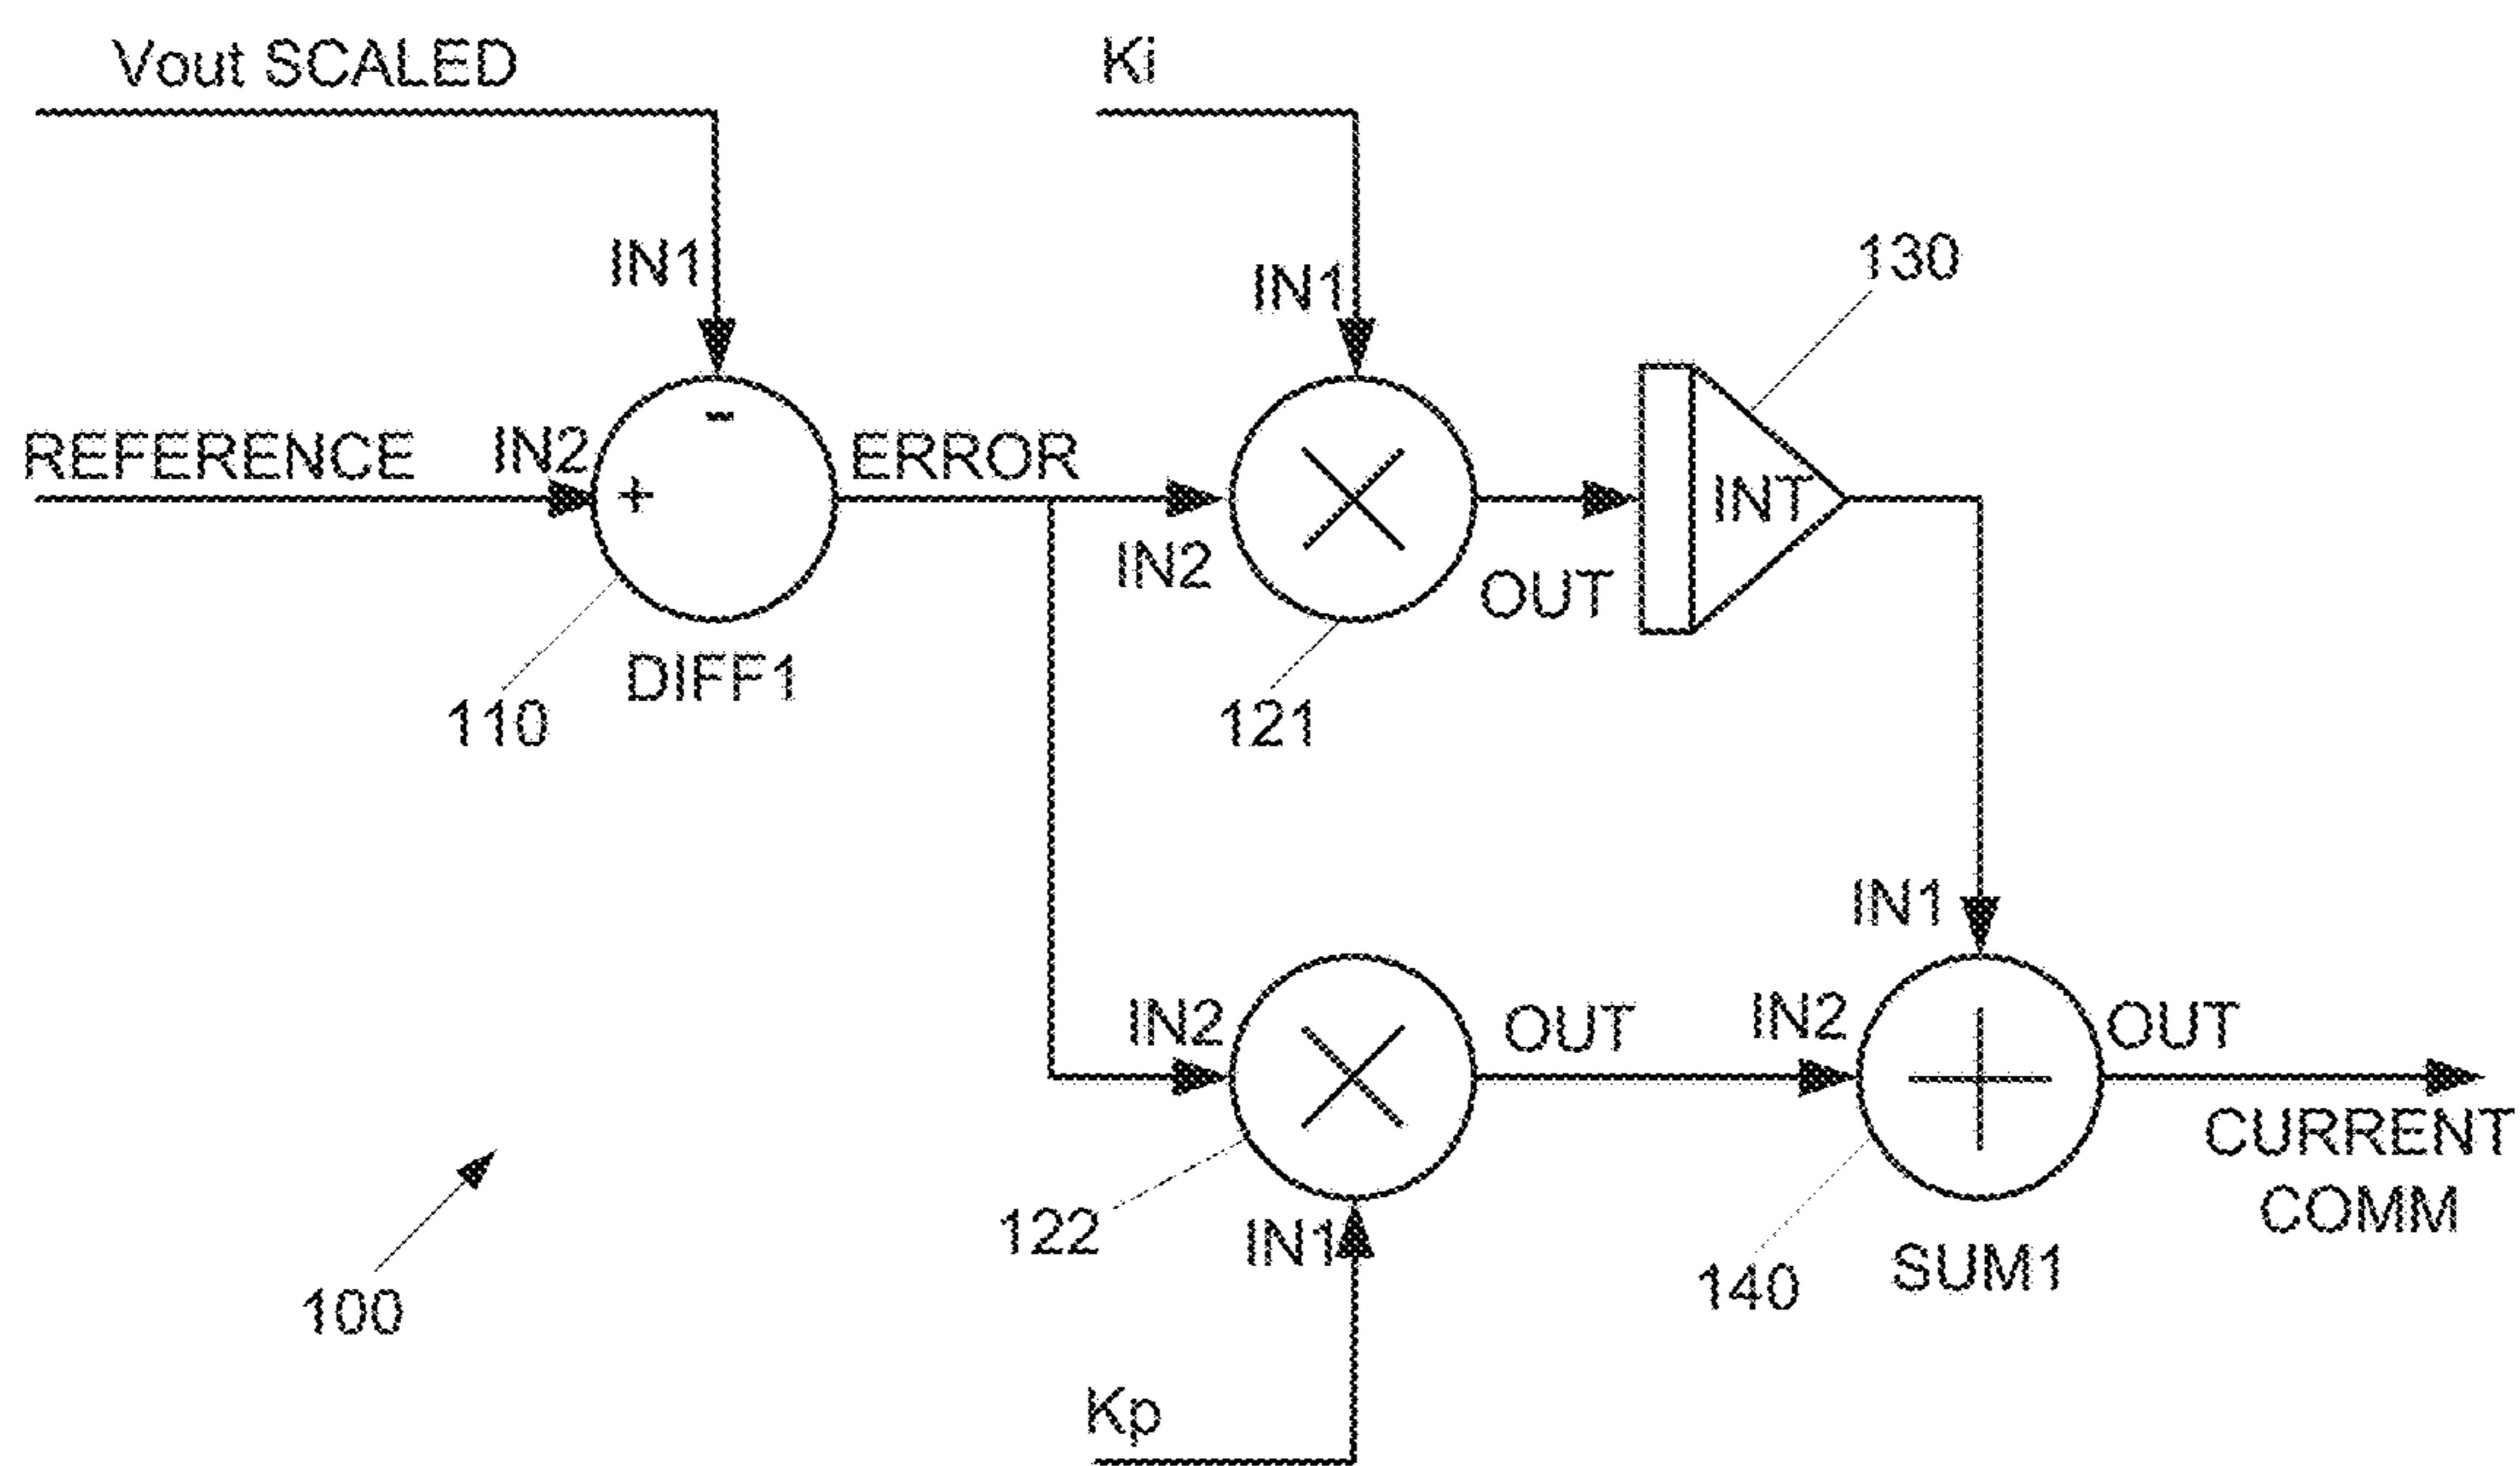 Vout SCALED
Ki
IN1
IN1
130
REFERENCE
IN2
-
+
ERROR
IN2
OUT
INT
DIFF1
110
121
IN1
IN2
OUT
IN2
OUT
CURRENT
COMM
122
IN1
140
SUM1
100
Kp